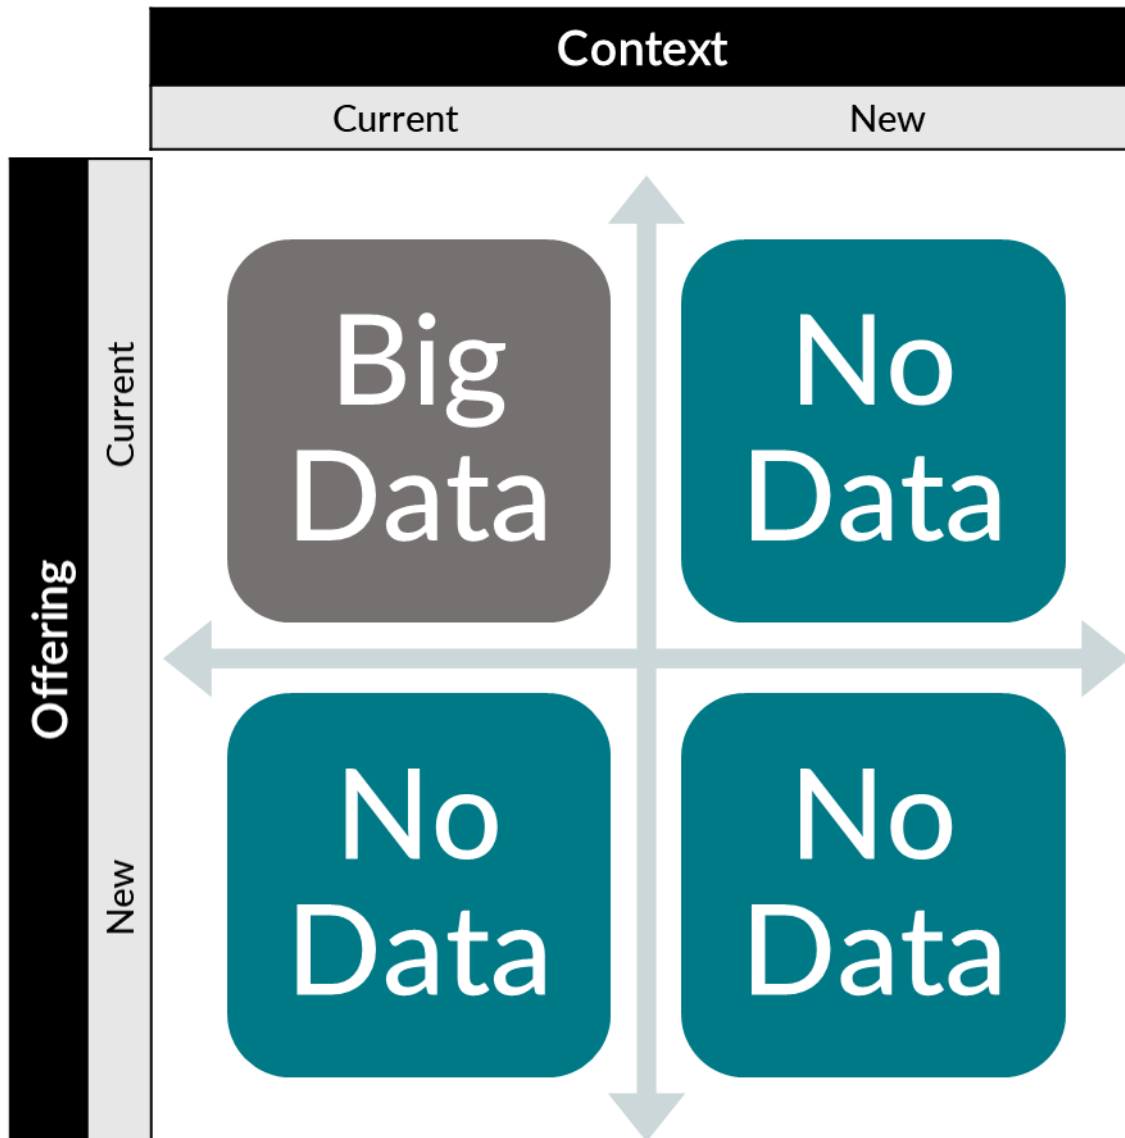 Context
Current
New
Offering
Current
Big
Data
No
Data
New
No
Data
No
Data